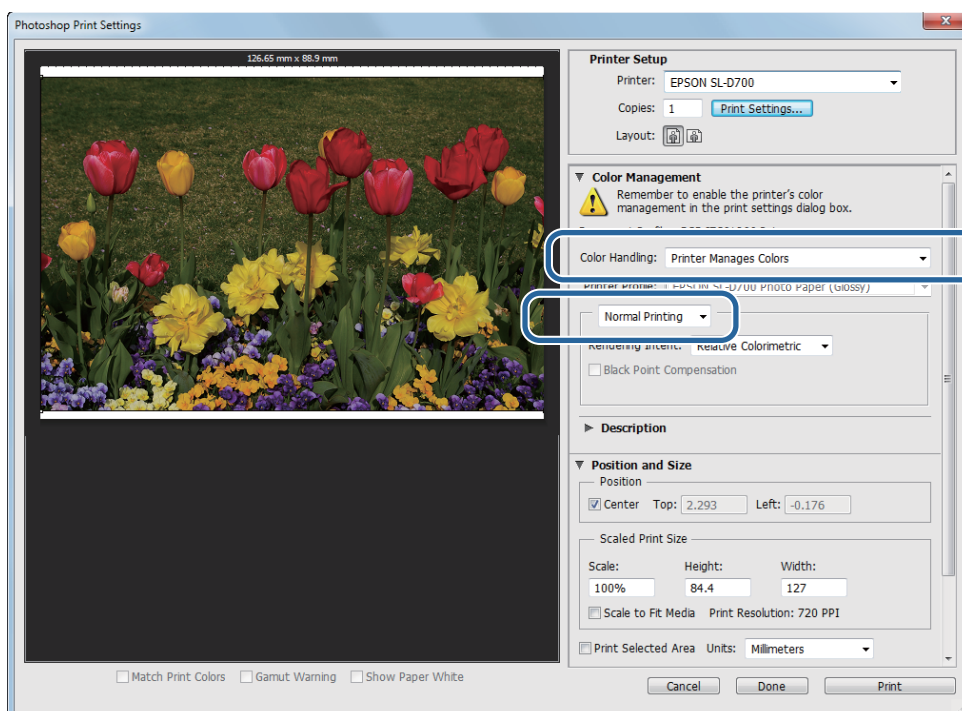 Photoshop Print Settings
x
126.65 mm x 88.9 mm
Printer Setup
Printer: EPSON SL-D700
Copies: 1 Print Settings...
Layout:
Color Management
Remember to enable the printer's color
management in the print settings dialog box.
Color Handling: Printer Manages Colors
Printer Profile: EPSON SL-D700 Photo Paper (Glossy)
Normal Printing
Rendering Intent: Relative Colorimetric
Black Point Compensation
Description
Position and Size
Position
Center Top: 2.293 Left: -0.176
Scaled Print Size
Scale: Height: Width:
100% 84.4 127
Scale to Fit Media Print Resolution: 720 PPI
Print Selected Area Units: Millimeters
Match Print Colors Gamut Warning Show Paper White
Cancel Done Print